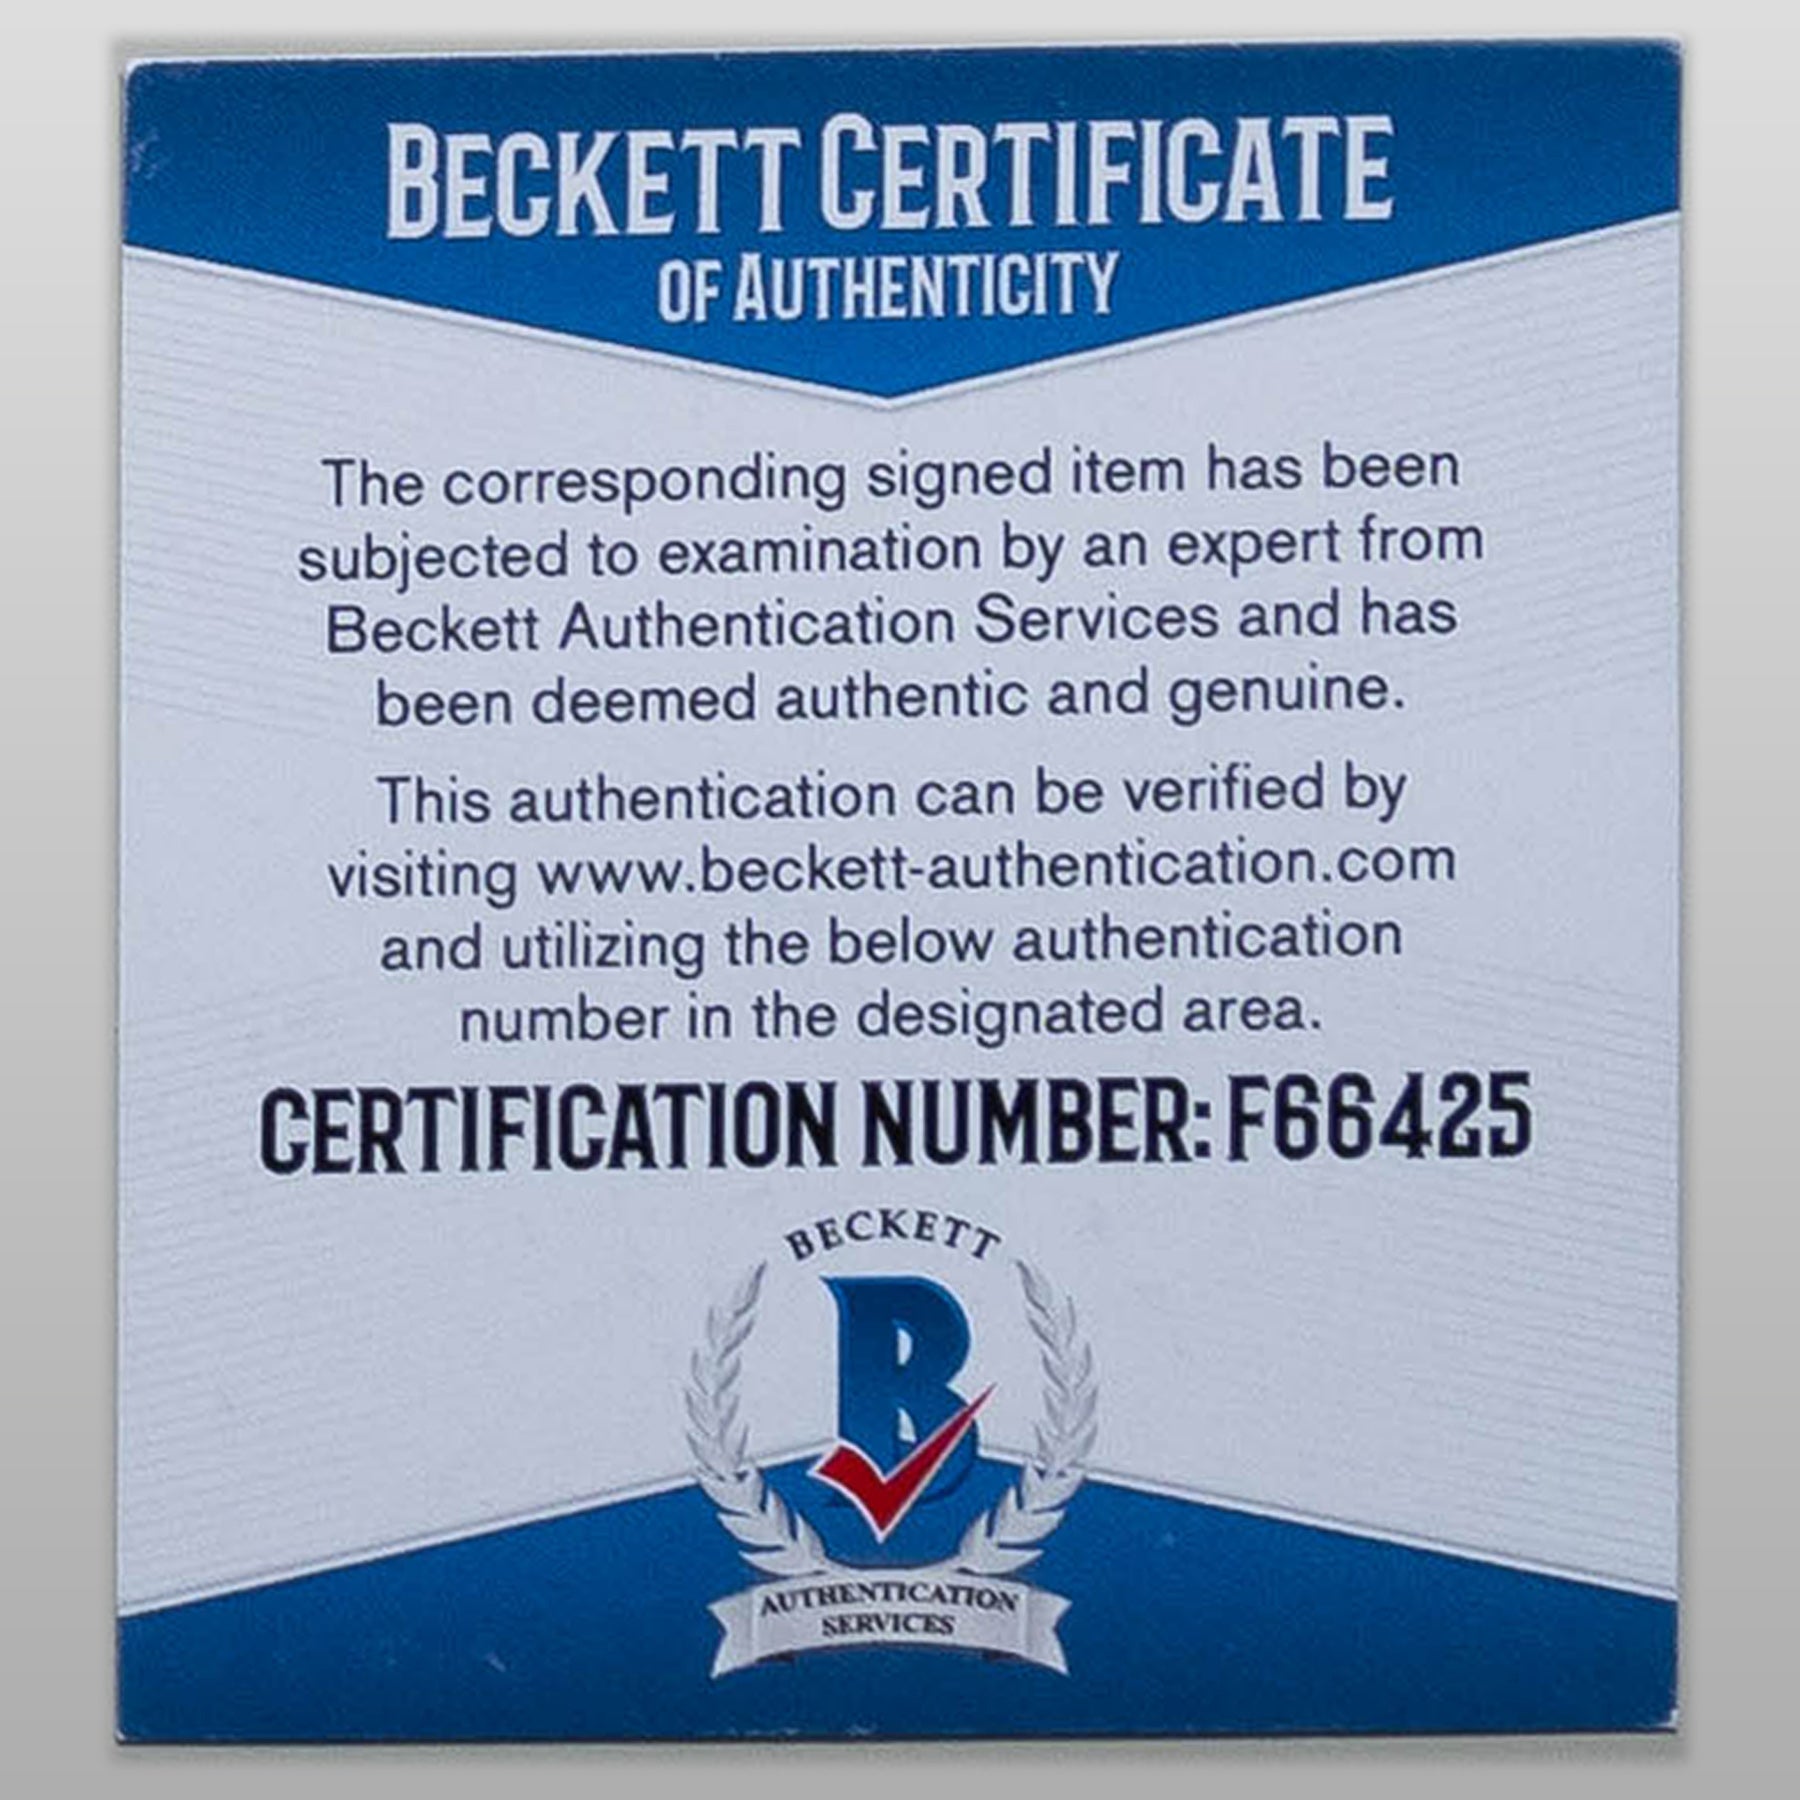 BECKETT CERTIFICATE
OF AUTHENTICITY
The corresponding signed item has been
subjected to examination by an expert from
Beckett Authentication Services and has
been deemed authentic and genuine.
This authentication can be verified by
visiting www.beckett-authentication.com
and utilizing the below authentication
number in the designated area.
CERTIFICATION NUMBER: F66425
BECKETT
B
AUTHENTICATION
SERVICES